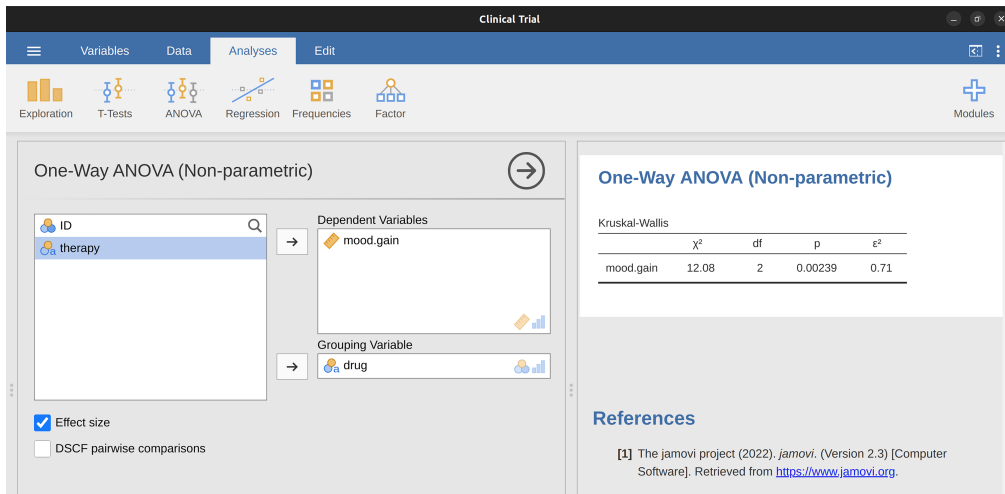 Clinical Trial
Variables Data Analyses Edit
Exploration T-Tests ANOVA Regression Frequencies Factor Modules
One-Way ANOVA (Non-parametric)
ID
therapy
Dependent Variables
mood.gain
Grouping Variable
drug
Effect size
DSCF pairwise comparisons
One-Way ANOVA (Non-parametric)
Kruskal-Wallis
χ² df p ε²
mood.gain 12.08 2 0.00239 0.71
References
[1] The jamovi project (2022). jamovi. (Version 2.3) [Computer
Software]. Retrieved from https://www.jamovi.org.